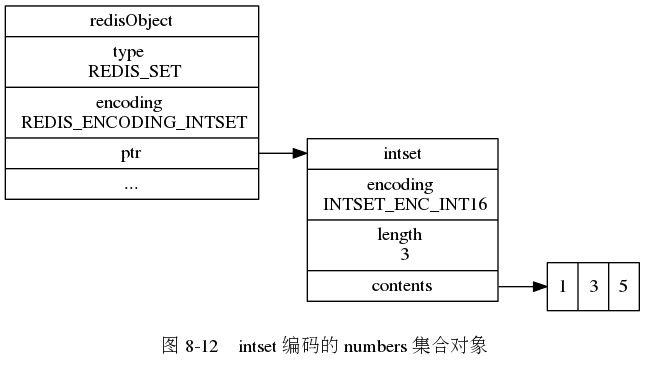 redisObject
type
REDIS_SET
encoding
REDIS_ENCODING_INTSET
ptr
...
intset
encoding
INTSET_ENC_INT16
length
3
contents
1 3 5
图 8-12 intset 编码的 numbers 集合对象